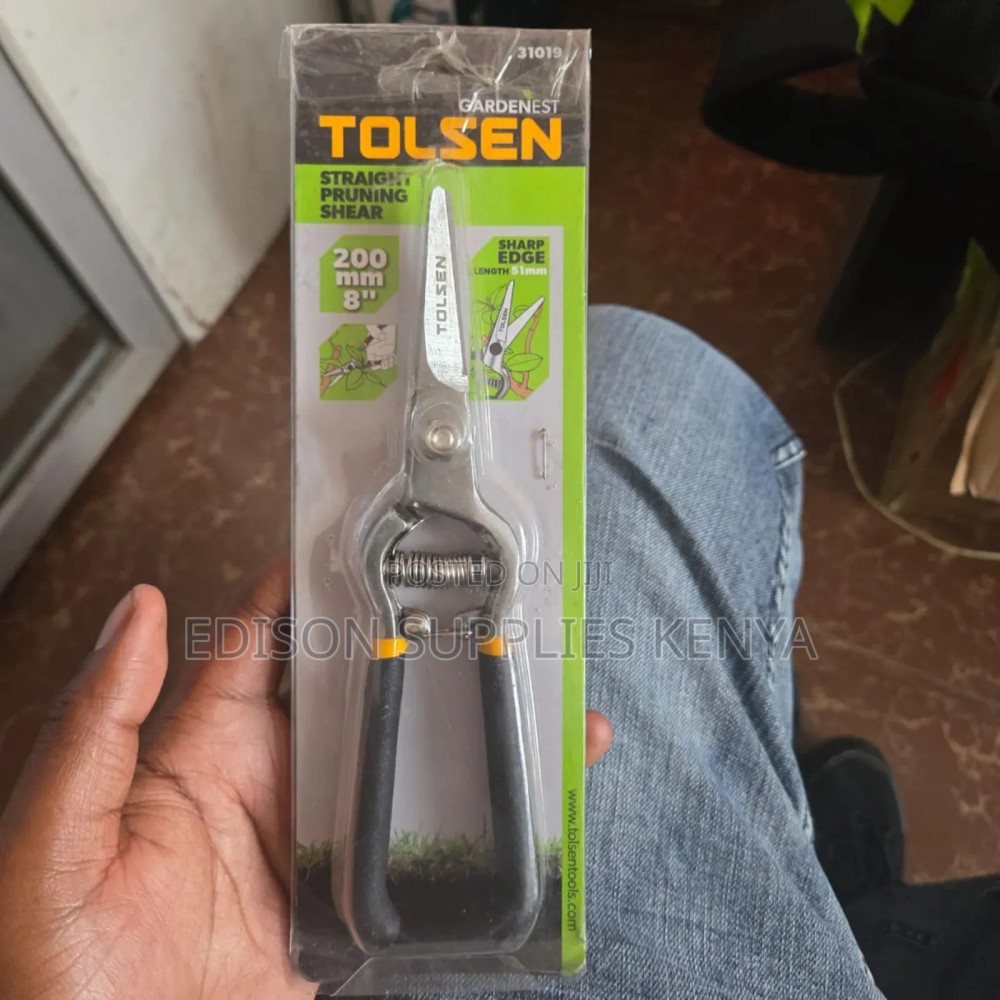 31019
GARDENEST
TOLSEN
STRAIGHT
PRUNING
SHEAR
200
mm
8"
SHARP
EDGE
LENGTH 51mm
TOLSEN
TOLSEN
POSTED ON JIJI
EDISON SUPPLIES KENYA
www.tolsentools.com